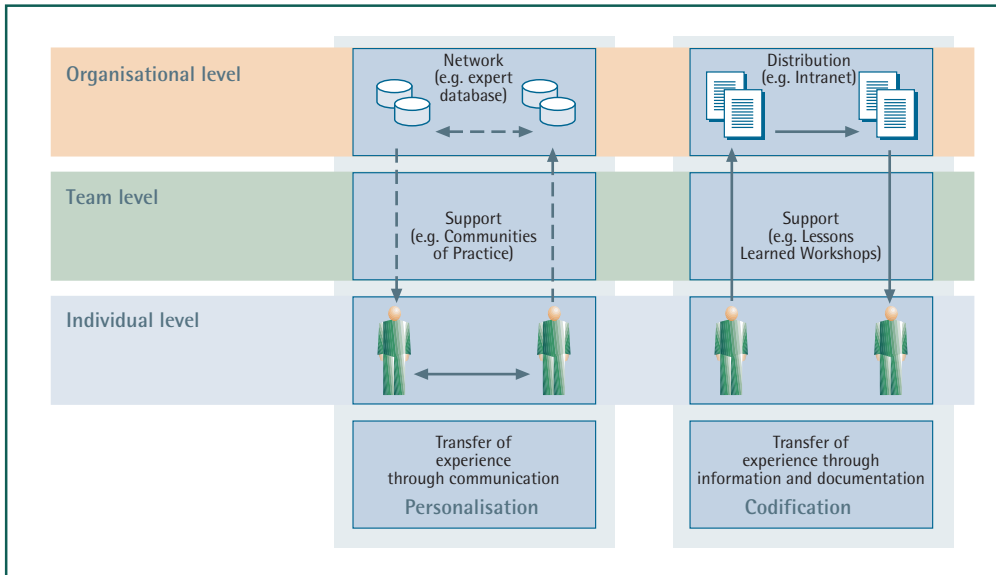 Organisational level
Network
(e.g. expert
database)
Distribution
(e.g. Intranet)
Team level
Support
(e.g. Communities
of Practice)
Support
(e.g. Lessons
Learned Workshops)
Individual level
Transfer of
experience
through communication
Personalisation
Transfer of
experience through
information and documentation
Codification